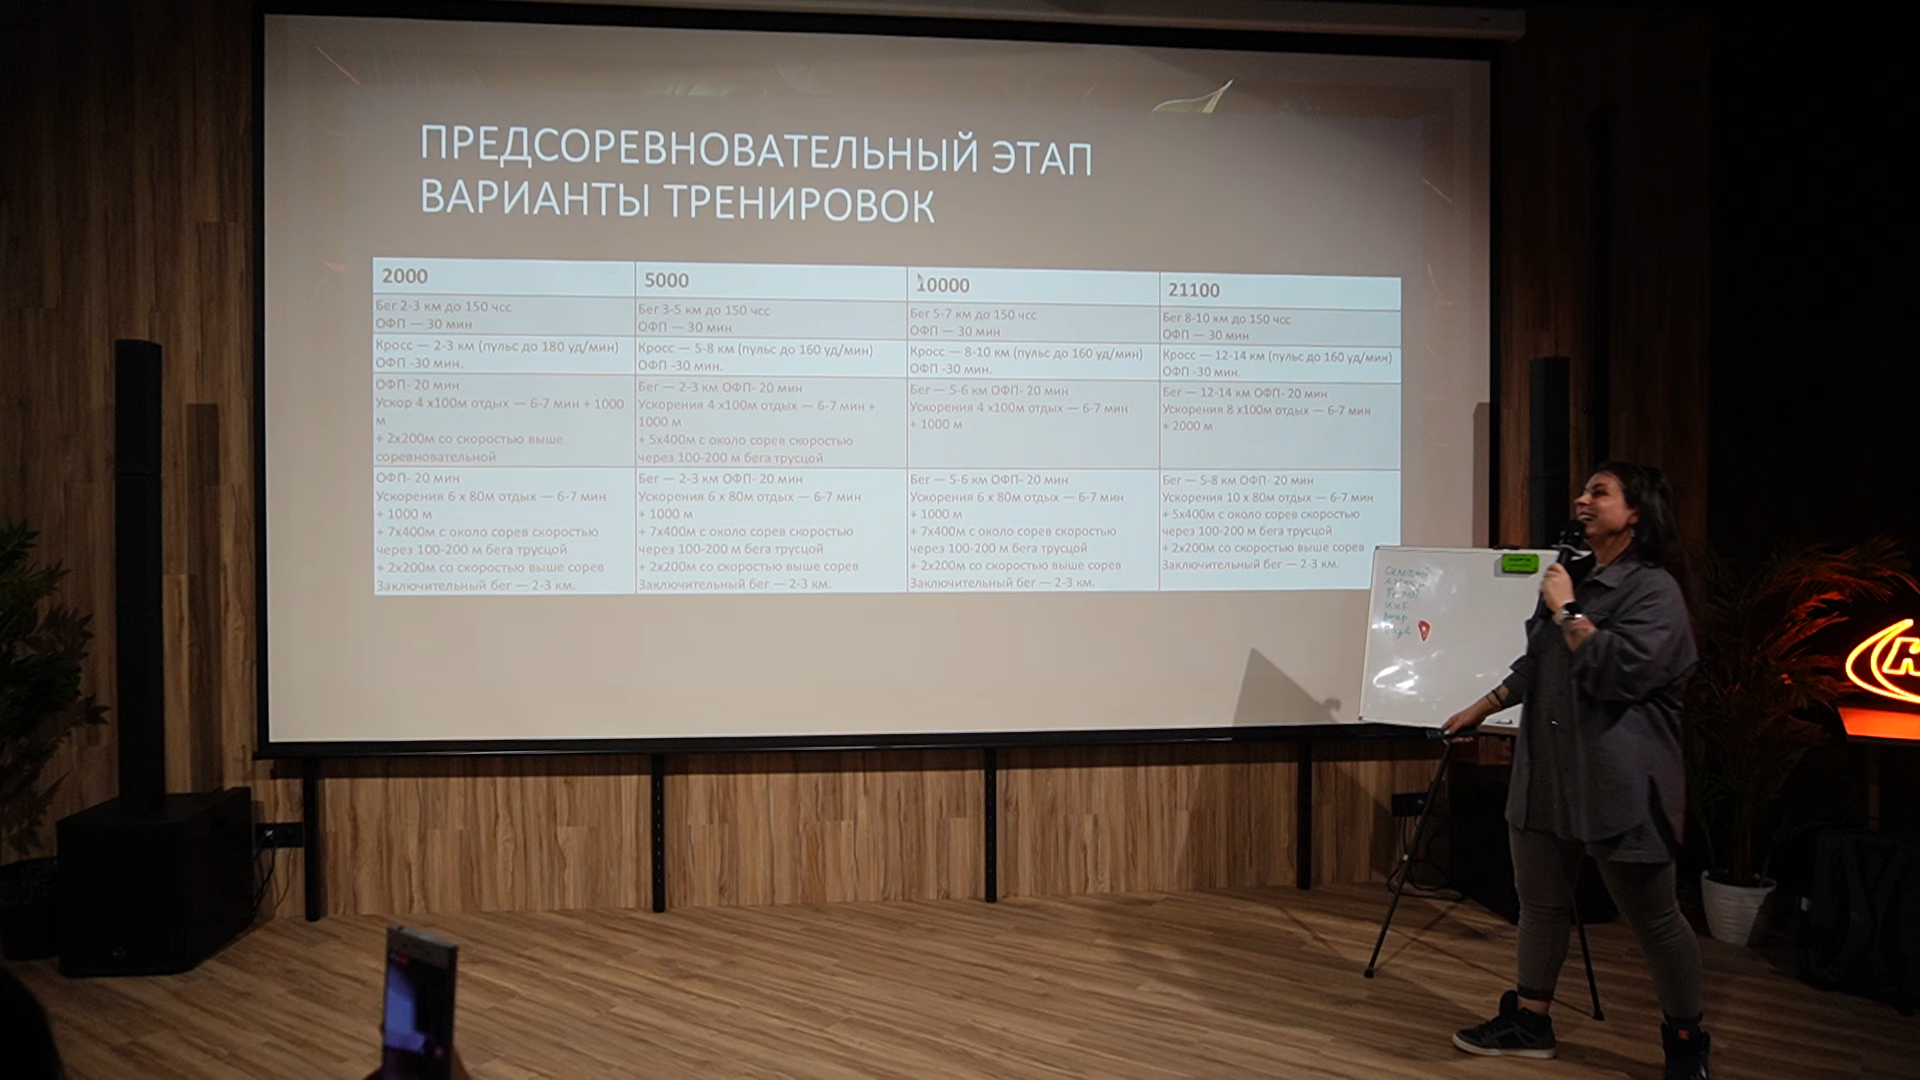 ПРЕДСОРЕВНОВАТЕЛЬНЫЙ ЭТАП
ВАРИАНТЫ ТРЕНИРОВОК
2000
Бег 2-3 км до 150 чсс
ОФП — 30 мин
Кросс — 2-3 км (пульс до 180 уд/мин)
ОФП -30 мин.
ОФП- 20 мин
Ускор 4 х100м отдых — 6-7 мин + 1000
м
+ 2х200м со скоростью выше
соревновательной
ОФП- 20 мин
Ускорения 6 х 80м отдых — 6-7 мин
+ 1000 м
+ 7х400м с около сорев скоростью
через 100-200 м бега трусцой
+ 2х200м со скоростью выше сорев
Заключительный бег — 2-3 км.
5000
Бег 3-5 км до 150 чсс
ОФП — 30 мин
Кросс — 5-8 км (пульс до 160 уд/мин)
ОФП -30 мин.
Бег — 2-3 км ОФП- 20 мин
Ускорения 4 х100м отдых — 6-7 мин +
1000 м
+ 5х400м с около сорев скоростью
через 100-200 м бега трусцой
Бег — 2-3 км ОФП- 20 мин
Ускорения 6 х 80м отдых — 6-7 мин
+ 1000 м
+ 7х400м с около сорев скоростью
через 100-200 м бега трусцой
+ 2х200м со скоростью выше сорев
Заключительный бег — 2-3 км.
10000
Бег 5-7 км до 150 чсс
ОФП — 30 мин
Кросс — 8-10 км (пульс до 160 уд/мин)
ОФП -30 мин.
Бег — 5-6 км ОФП- 20 мин
Ускорения 4 х100м отдых — 6-7 мин
+ 1000 м
Бег — 5-6 км ОФП- 20 мин
Ускорения 6 х 80м отдых — 6-7 мин
+ 1000 м
+ 7х400м с около сорев скоростью
через 100-200 м бега трусцой
+ 2х200м со скоростью выше сорев
Заключительный бег — 2-3 км.
21100
Бег 8-10 км до 150 чсс
ОФП — 30 мин
Кросс — 12-14 км (пульс до 160 уд/мин)
ОФП -30 мин.
Бег — 12-14 км ОФП- 20 мин
Ускорения 8 х100м отдых — 6-7 мин
+ 2000 м
Бег — 5-8 км ОФП- 20 мин
Ускорения 10 х 80м отдых — 6-7 мин
+ 5х400м с около сорев скоростью
через 100-200 м бега трусцой
+ 2х200м со скоростью выше сорев
Заключительный бег — 2-3 км.